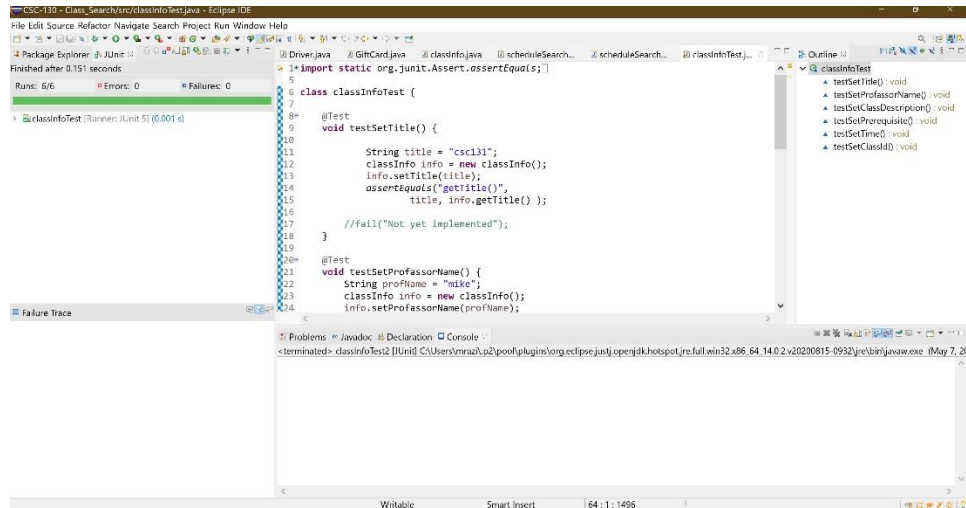 CSC-130 - Class_Search/src/classInfoTest.java - Eclipse IDE
File Edit Source Refactor Navigate Search Project Run Window Help
Package Explorer JUnit
Finished after 0.151 seconds
Runs: 6/6 Errors: 0 Failures: 0
classInfoTest [Runner: JUnit 5] (0.001 s)
Failure Trace
Driver.java GiftCard.java classInfo.java scheduleSearch... scheduleSearch... classInfoTest.j...
1 import static org.junit.Assert.assertEquals;
5
6 class classInfoTest {
7
8 @Test
9 void testSetTitle() {
10
11 String title = "csc131";
12 classInfo info = new classInfo();
13 info.setTitle(title);
14 assertEquals("getTitle()",
15 title, info.getTitle() );
16
17 //fail("Not yet implemented");
18 }
19
20 @Test
21 void testSetProfassorName() {
22 String profName = "mike";
23 classInfo info = new classInfo();
24 info.setProfassorName(profName);
Outline
classInfoTest
testSetTitle() : void
testSetProfassorName() : void
testSetClassDescription() : void
testSetPrerequisite() : void
testSetTime() : void
testSetClassId() : void
Problems Javadoc Declaration Console
<terminated> classInfoTest2 [JUnit] C:\Users\mrazi\.p2\pool\plugins\org.eclipse.justj.openjdk.hotspot.jre.full.win32.x86_64_14.0.2.v20200815-0932\jre\bin\javaw.exe (May 7, 20
Writable Smart Insert 64 : 1 : 1496